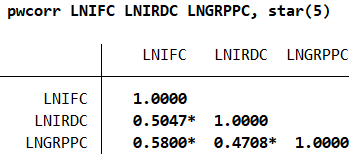 pwcorr LNIFC LNIRDC LNGRPPC, star(5)
LNIFC LNIRDC LNGRPPC
LNIFC 1.0000
LNIRDC 0.5047* 1.0000
LNGRPPC 0.5800* 0.4708* 1.0000